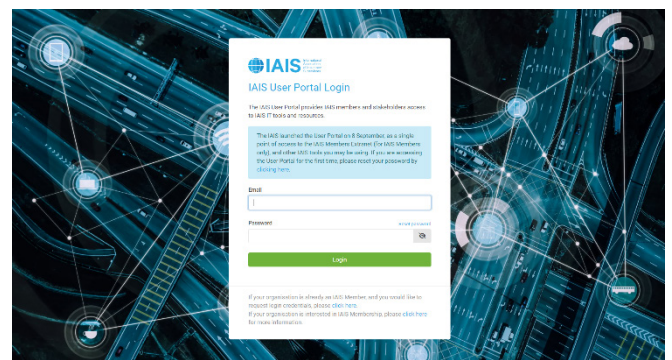 IAIS
IAIS User Portal Login
The IAIS User Portal provides IAIS members and stakeholders access
to IAIS IT tools and resources.
The IAIS launched the User Portal on 8 September, as a single
point of access to the IAIS Members Extranet (for IAIS Members
only), and other IAIS tools you may be using. If you are accessing
the User Portal for the first time, please reset your password by
clicking here.
Email
Password
Login
If your organisation is already an IAIS Member, and you would like to
request login credentials, please click here.
If your organisation is interested in IAIS Membership, please click here
for more information.